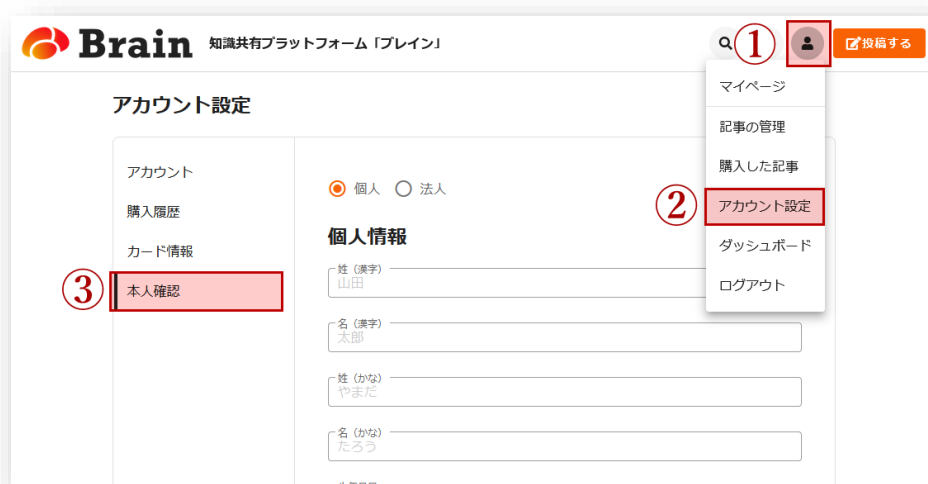 Brain 知識共有プラットフォーム「ブレイン」 ① 投稿する
マイページ
アカウント設定
記事の管理
購入した記事
② アカウント設定
ダッシュボード
ログアウト
アカウント
購入履歴
カード情報
③ 本人確認
個人 法人
個人情報
姓（漢字）
山田
名（漢字）
太郎
姓（かな）
やまだ
名（かな）
たろう